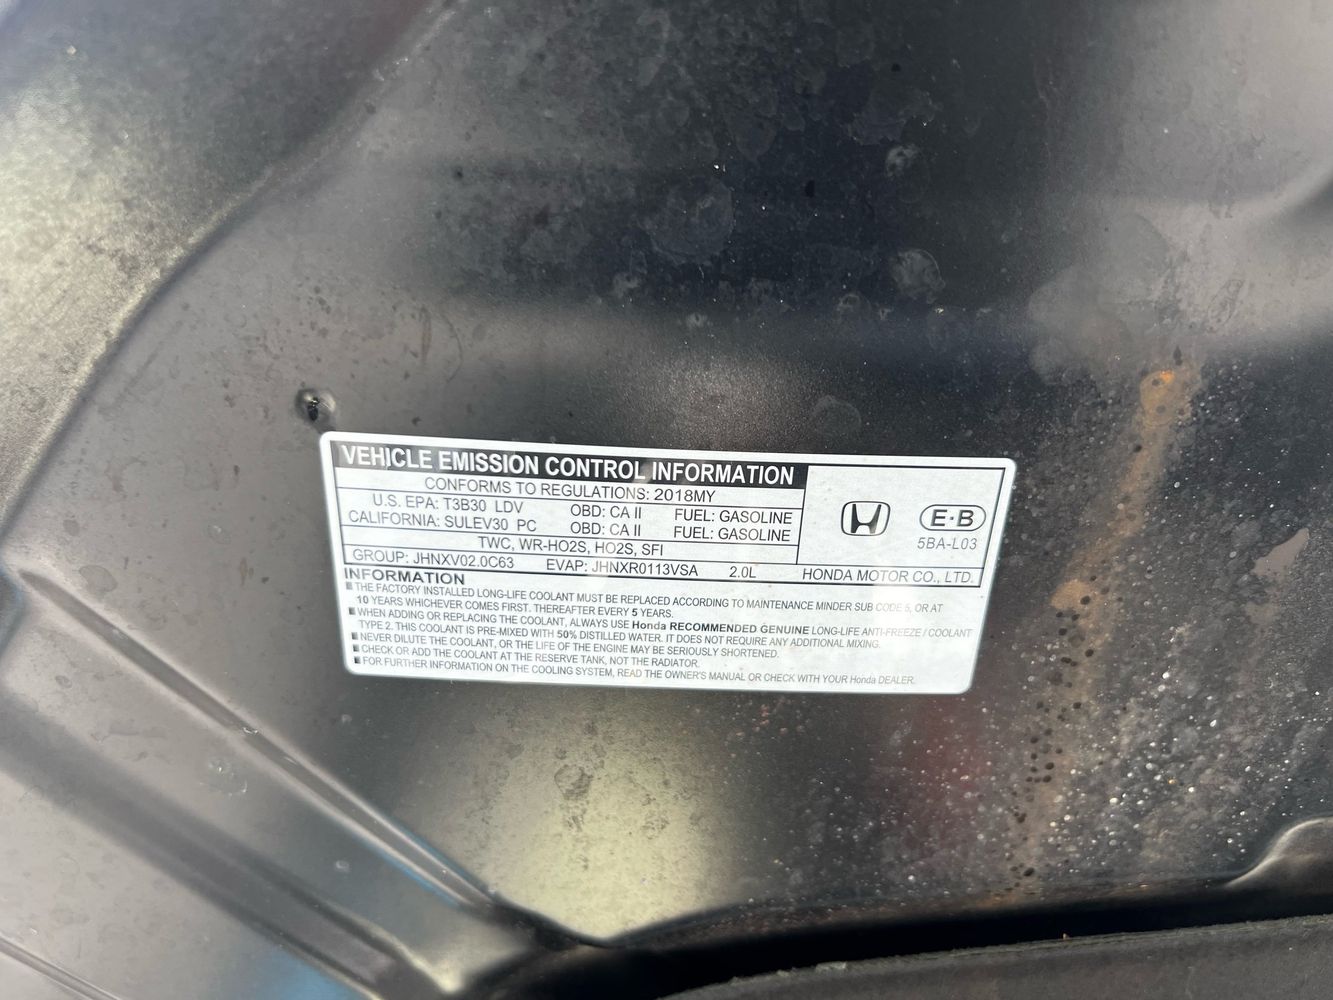 VEHICLE EMISSION CONTROL INFORMATION
CONFORMS TO REGULATIONS: 2018MY
U.S. EPA: T3B30 LDV OBD: CA II FUEL: GASOLINE
CALIFORNIA: SULEV30 PC OBD: CA II FUEL: GASOLINE
TWC, WR-HO2S, HO2S, SFI
GROUP: JHNXV02.0C63 EVAP: JHNXR0113VSA 2.0L
E•B
5BA-L03
HONDA MOTOR CO., LTD.
INFORMATION
■ THE FACTORY INSTALLED LONG-LIFE COOLANT MUST BE REPLACED ACCORDING TO MAINTENANCE MINDER SUB CODE 5, OR AT
10 YEARS WHICHEVER COMES FIRST. THEREAFTER EVERY 5 YEARS.
■ WHEN ADDING OR REPLACING THE COOLANT, ALWAYS USE Honda RECOMMENDED GENUINE LONG-LIFE ANTI-FREEZE / COOLANT
TYPE 2. THIS COOLANT IS PRE-MIXED WITH 50% DISTILLED WATER. IT DOES NOT REQUIRE ANY ADDITIONAL MIXING.
■ NEVER DILUTE THE COOLANT, OR THE LIFE OF THE ENGINE MAY BE SERIOUSLY SHORTENED.
■ CHECK OR ADD THE COOLANT AT THE RESERVE TANK, NOT THE RADIATOR.
■ FOR FURTHER INFORMATION ON THE COOLING SYSTEM, READ THE OWNER'S MANUAL OR CHECK WITH YOUR Honda DEALER.